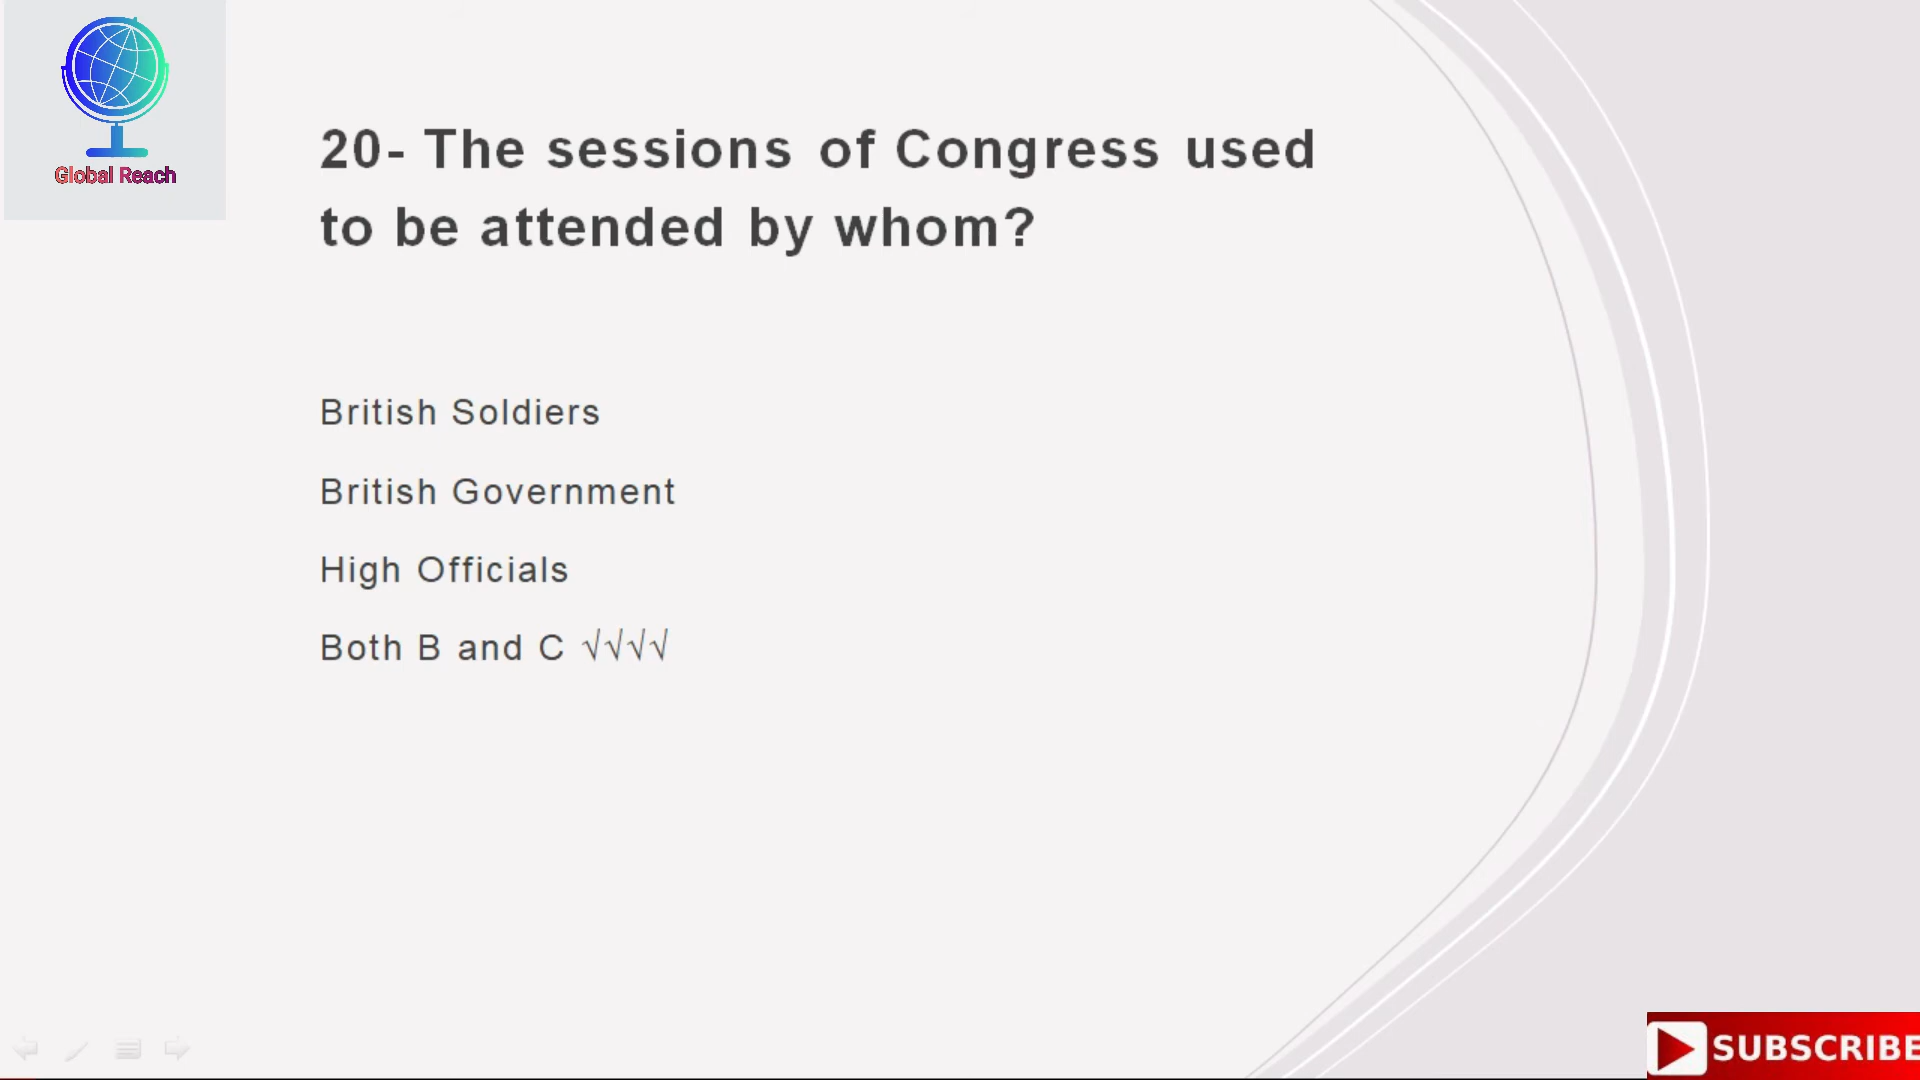 Global Reach
20- The sessions of Congress used
to be attended by whom?
British Soldiers
British Government
High Officials
Both B and C √√√√
SUBSCRIBE